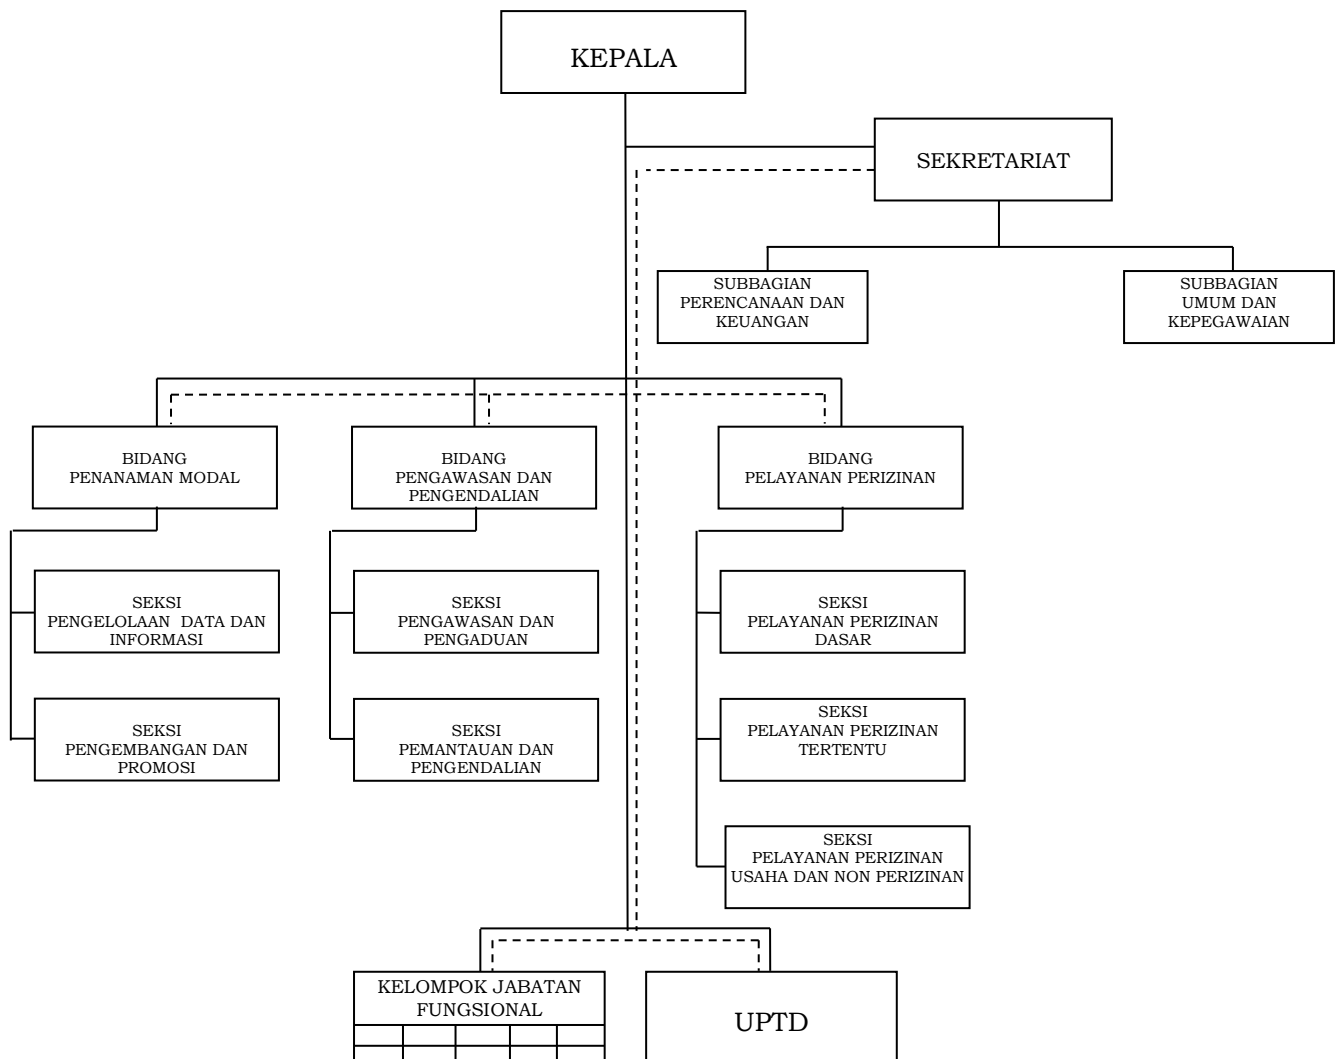 KEPALA
SEKRETARIAT
SUBBAGIAN
PERENCANAAN DAN
KEUANGAN
SUBBAGIAN
UMUM DAN
KEPEGAWAIAN
BIDANG
PENANAMAN MODAL
BIDANG
PENGAWASAN DAN
PENGENDALIAN
BIDANG
PELAYANAN PERIZINAN
SEKSI
PENGELOLAAN DATA DAN
INFORMASI
SEKSI
PENGAWASAN DAN
PENGADUAN
SEKSI
PELAYANAN PERIZINAN
DASAR
SEKSI
PENGEMBANGAN DAN
PROMOSI
SEKSI
PEMANTAUAN DAN
PENGENDALIAN
SEKSI
PELAYANAN PERIZINAN
TERTENTU
SEKSI
PELAYANAN PERIZINAN
USAHA DAN NON PERIZINAN
KELOMPOK JABATAN
FUNGSIONAL
UPTD